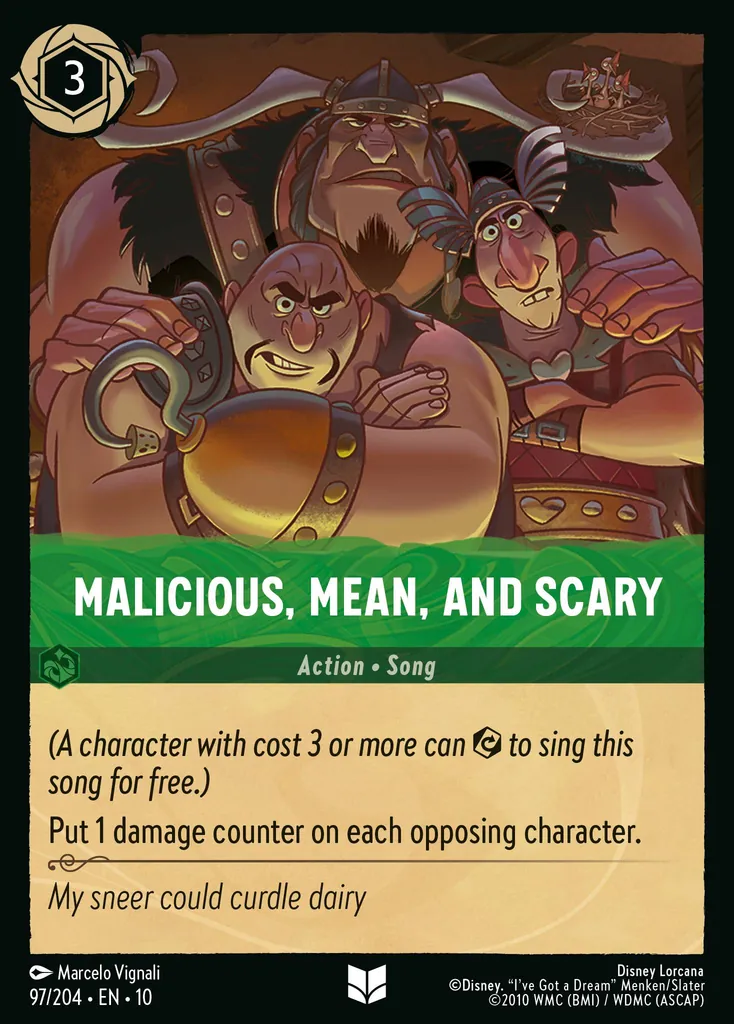 3
MALICIOUS, MEAN, AND SCARY
Action • Song
(A character with cost 3 or more can to sing this
song for free.)
Put 1 damage counter on each opposing character.
My sneer could curdle dairy
Marcelo Vignali
97/204 • EN • 10
Disney Lorcana
©Disney. “I’ve Got a Dream” Menken/Slater
©2010 WMC (BMI) / WDMC (ASCAP)